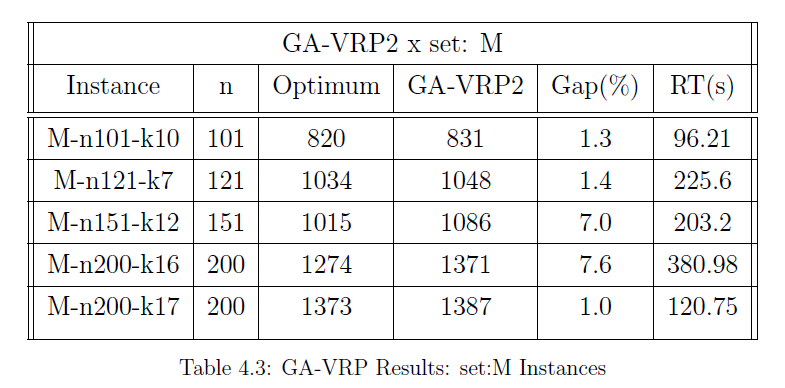 GA-VRP2 x set: M
Instance n Optimum GA-VRP2 Gap(%) RT(s)
M-n101-k10 101 820 831 1.3 96.21
M-n121-k7 121 1034 1048 1.4 225.6
M-n151-k12 151 1015 1086 7.0 203.2
M-n200-k16 200 1274 1371 7.6 380.98
M-n200-k17 200 1373 1387 1.0 120.75
Table 4.3: GA-VRP Results: set:M Instances